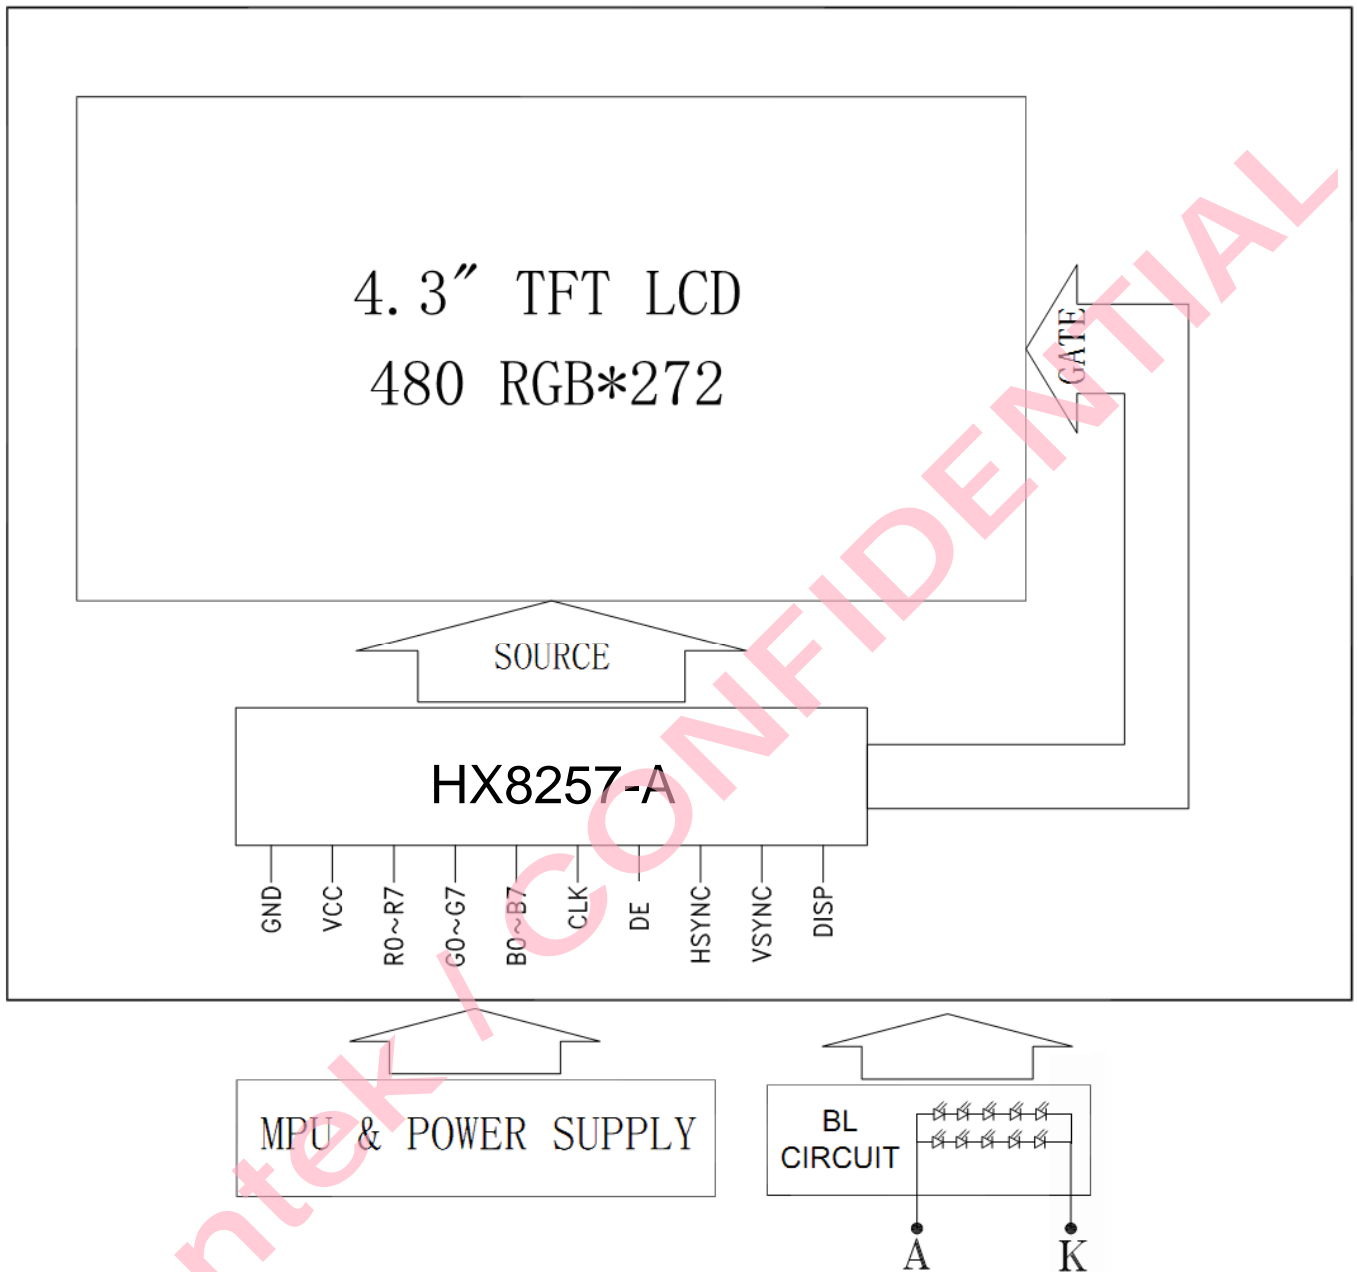 4.3″ TFT LCD
480 RGB*272
GATE
SOURCE
HX8257-A
GND
VCC
R0~R7
G0~G7
B0~B7
CLK
DE
HSYNC
VSYNC
DISP
MPU & POWER SUPPLY
BL
CIRCUIT
A
K
ntek / CONFIDENTIAL